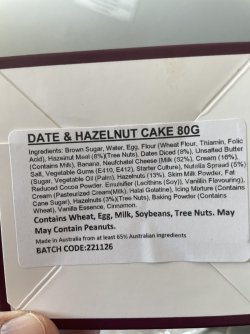 DATE & HAZELNUT CAKE 80G
Ingredients: Brown Sugar, Water, Egg, Flour (Wheat Flour, Thiamin, Folic
Acid), Hazelnut Meal (8%)(Tree Nuts), Dates Diced (8%), Unsalted Butter
(Contains Milk), Banana, Neufchatel Cheese (Milk (32%), Cream (16%),
Salt, Vegetable Gums (E410, E412), Starter Culture), Nutrilla Spread (5%)
(Sugar, Vegetable Oil (Palm), Hazelnuts (13%), Skim Milk Powder, Fat
Reduced Cocoa Powder, Emulsifier (Lecithins (Soy)), Vanillin Flavouring),
Cream (Pasteurized Cream(Milk), Halal Gelatine), Icing Mixture (Contains
Cane Sugar), Hazelnuts (3%)(Tree Nuts), Baking Powder (Contains
Wheat), Vanilla Essence, Cinnamon.
Contains Wheat, Egg, Milk, Soybeans, Tree Nuts. May
May Contain Peanuts.
Made in Australia from at least 65% Australian ingredients
BATCH CODE:221126